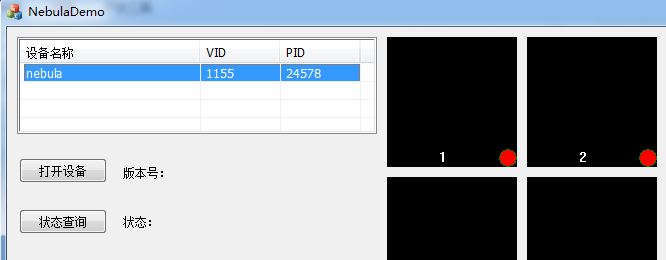 NebulaDemo
设备名称 VID PID
nebula 1155 24578
打开设备 版本号：
状态查询 状态：
1 2